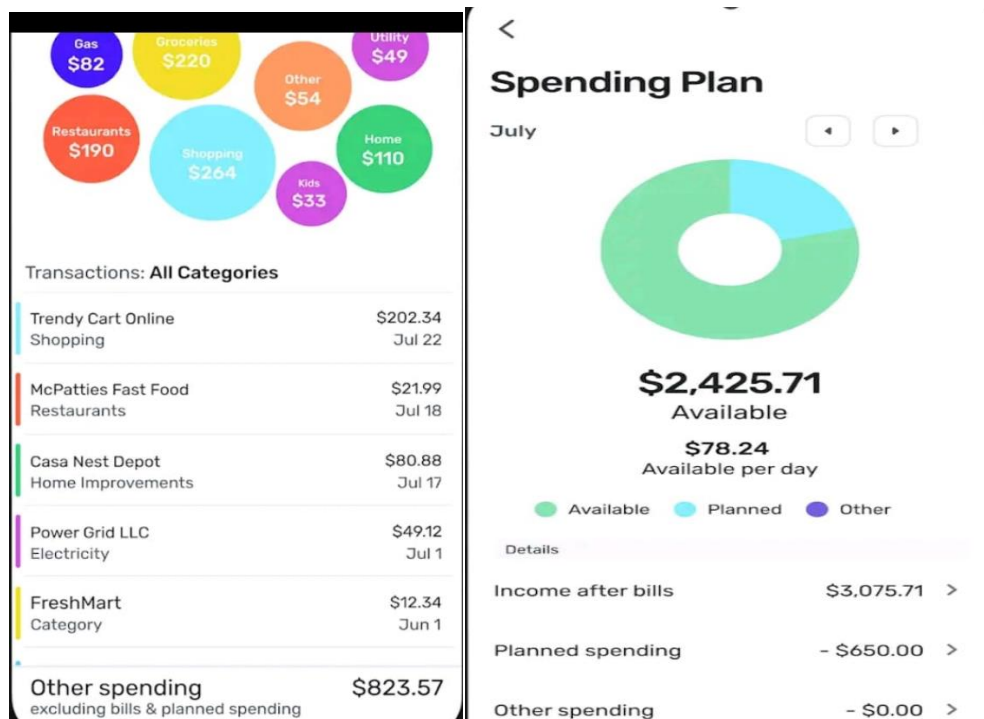 Gas
$82
Groceries
$220
Utility
$49
Other
$54
Restaurants
$190
Shopping
$264
Home
$110
Kids
$33
Transactions: All Categories
Trendy Cart Online $202.34
Shopping Jul 22
McPatties Fast Food $21.99
Restaurants Jul 18
Casa Nest Depot $80.88
Home Improvements Jul 17
Power Grid LLC $49.12
Electricity Jul 1
FreshMart $12.34
Category Jun 1
Other spending $823.57
excluding bills & planned spending
Spending Plan
July
$2,425.71
Available
$78.24
Available per day
Available Planned Other
Details
Income after bills $3,075.71 >
Planned spending - $650.00 >
Other spending - $0.00 >